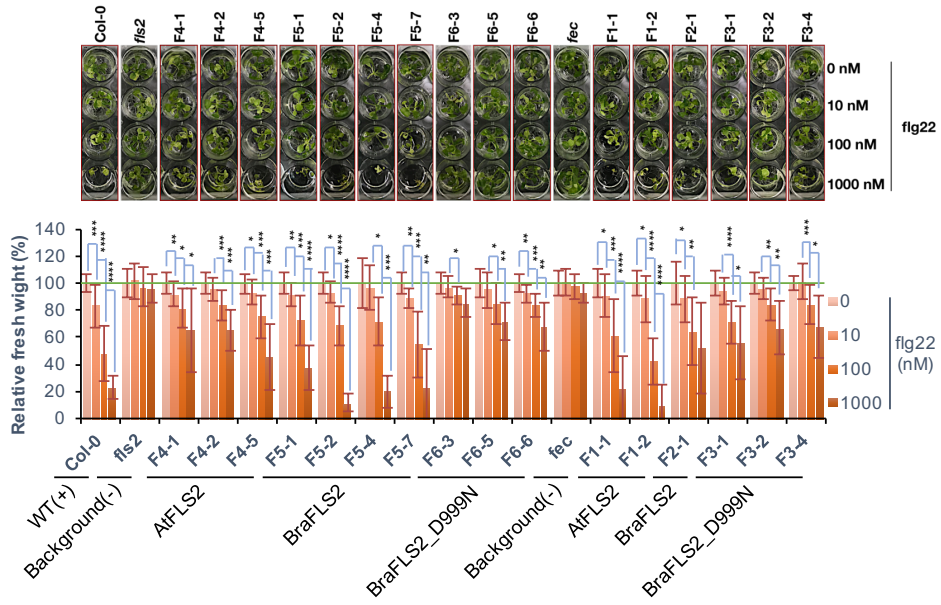 Col-0 fls2 F4-1 F4-2 F4-5 F5-1 F5-2 F5-4 F5-7 F6-3 F6-5 F6-6 fec F1-1 F1-2 F2-1 F3-1 F3-2 F3-4
0 nM
10 nM
100 nM
1000 nM
flg22
Relative fresh wight (%)
140
120
100
80
60
40
20
0
*** **** **** ** * * *** *** * *** *** ** *** **** * **** **** * *** ** *** ** * * ** ** ** *** ** * *** **** * **** **** * ** **** * ** ** *** *
0
10
100
1000
flg22
(nM)
Col-0 fls2 F4-1 F4-2 F4-5 F5-1 F5-2 F5-4 F5-7 F6-3 F6-5 F6-6 fec F1-1 F1-2 F2-1 F3-1 F3-2 F3-4
WT(+) Background(-) AtFLS2 BraFLS2 BraFLS2_D999N Background(-) AtFLS2 BraFLS2 BraFLS2_D999N